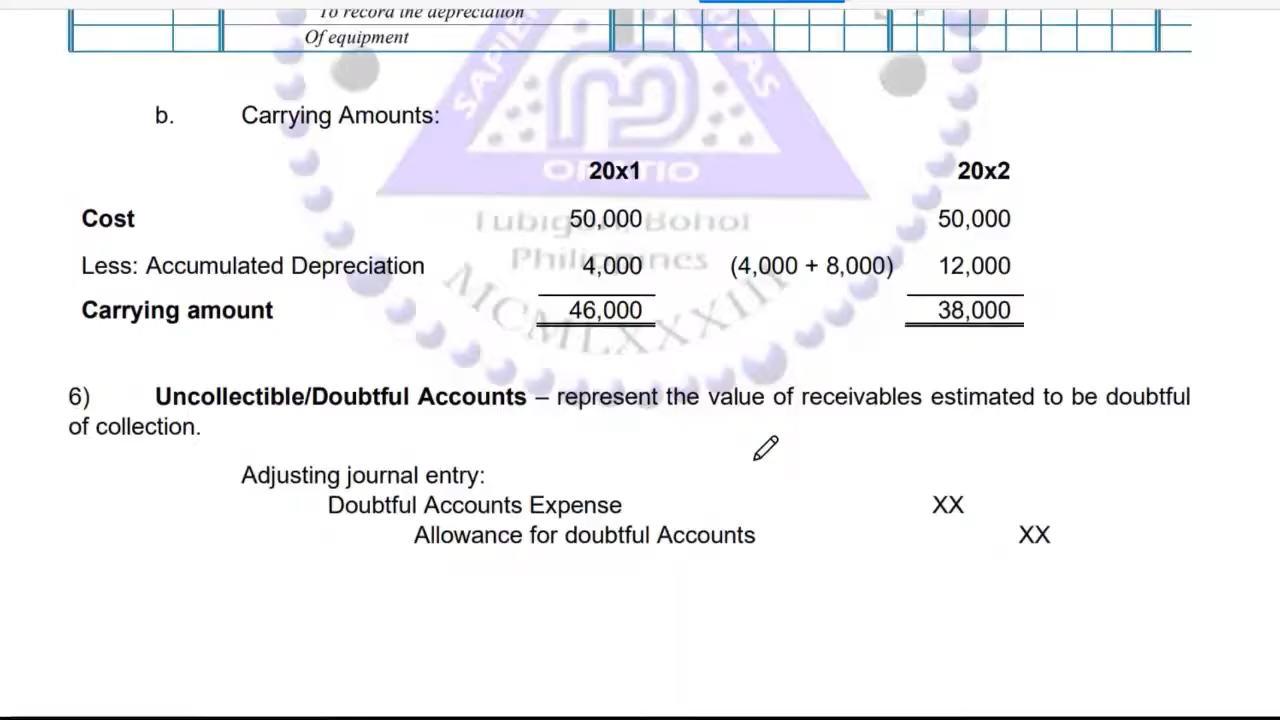 To record the depreciation
Of equipment
b. Carrying Amounts:
20x1 20x2
Cost 50,000 50,000
Less: Accumulated Depreciation 4,000 (4,000 + 8,000) 12,000
Carrying amount 46,000 38,000
6) Uncollectible/Doubtful Accounts – represent the value of receivables estimated to be doubtful
of collection.
Adjusting journal entry:
Doubtful Accounts Expense XX
Allowance for doubtful Accounts XX
Bohol
Philippines
MCMLXXXIII